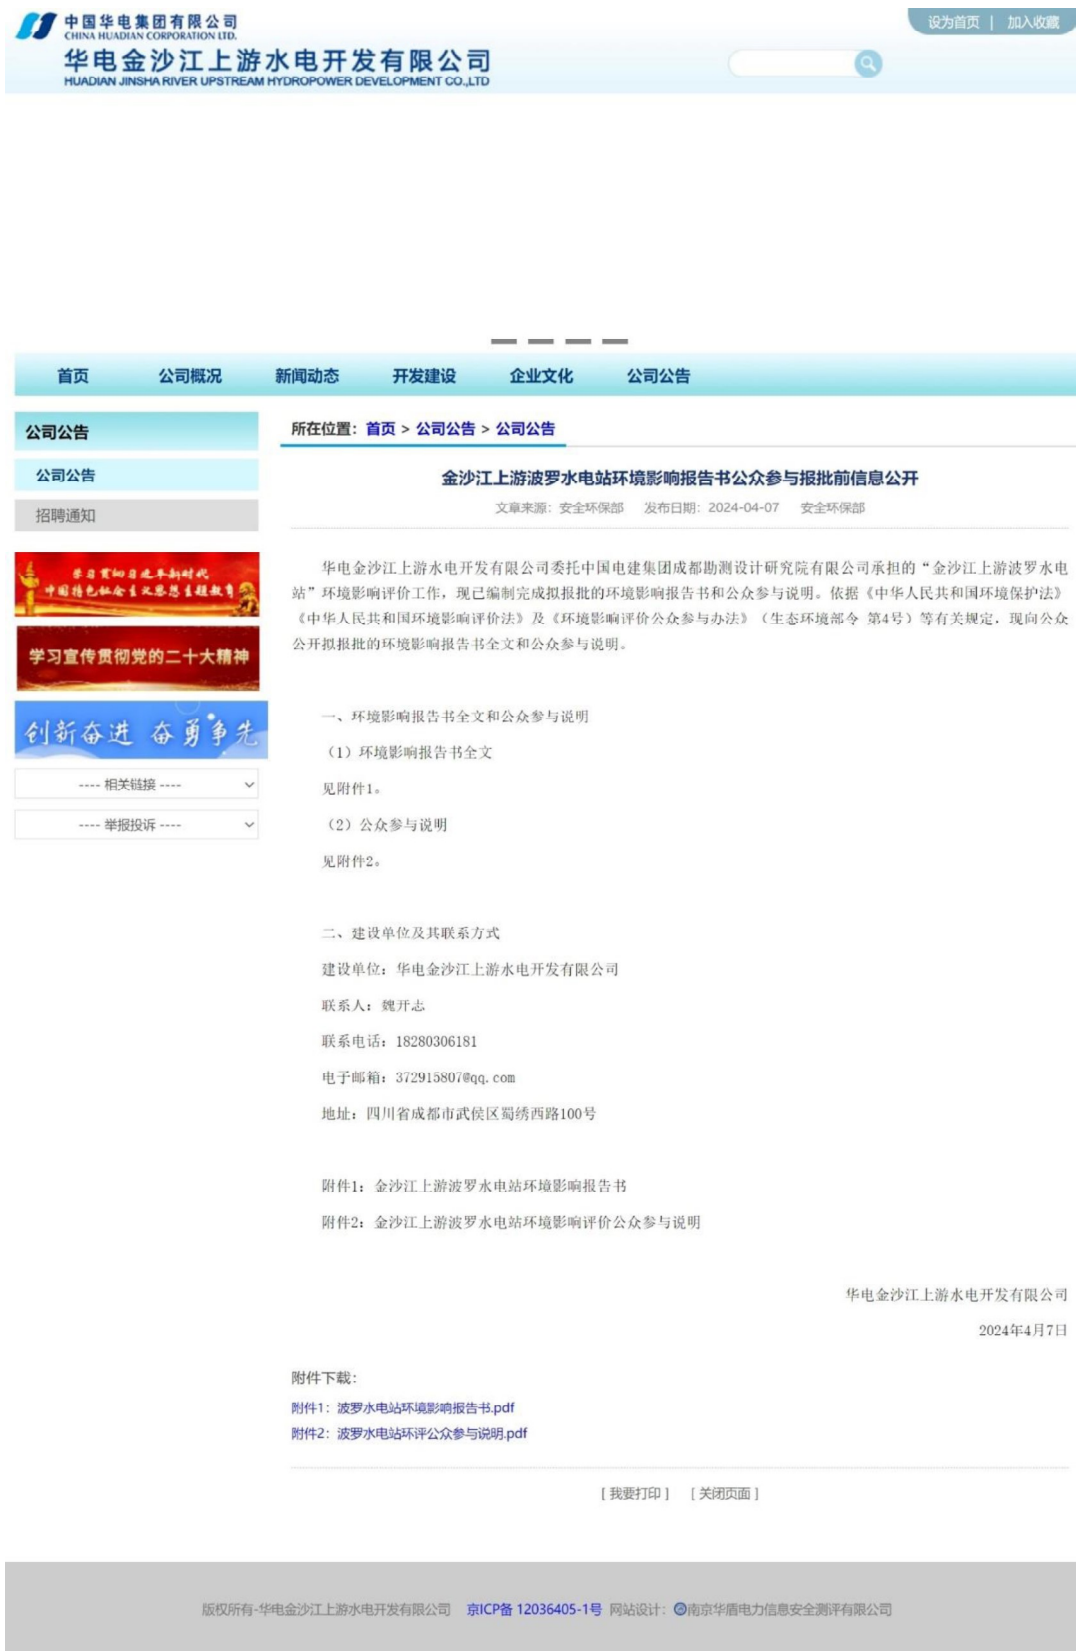 中国华电集团有限公司
CHINA HUADIAN CORPORATION LTD.
华电金沙江上游水电开发有限公司
HUADIAN JINSHA RIVER UPSTREAM HYDROPOWER DEVELOPMENT CO.,LTD
设为首页 | 加入收藏
首页 公司概况 新闻动态 开发建设 企业文化 公司公告
公司公告
公司公告
招聘通知
学习贯彻习近平新时代
中国特色社会主义思想主题教育
学习宣传贯彻党的二十大精神
创新奋进 奋勇争先
---- 相关链接 ----
---- 举报投诉 ----
所在位置：首页 > 公司公告 > 公司公告
金沙江上游波罗水电站环境影响报告书公众参与报批前信息公开
文章来源：安全环保部 发布日期：2024-04-07 安全环保部
华电金沙江上游水电开发有限公司委托中国电建集团成都勘测设计研究院有限公司承担的“金沙江上游波罗水电
站”环境影响评价工作，现已编制完成拟报批的环境影响报告书和公众参与说明。依据《中华人民共和国环境保护法》
《中华人民共和国环境影响评价法》及《环境影响评价公众参与办法》（生态环境部令 第4号）等有关规定，现向公众
公开拟报批的环境影响报告书全文和公众参与说明。
一、环境影响报告书全文和公众参与说明
（1）环境影响报告书全文
见附件1。
（2）公众参与说明
见附件2。
二、建设单位及其联系方式
建设单位：华电金沙江上游水电开发有限公司
联系人：魏开志
联系电话：18280306181
电子邮箱：372915807@qq.com
地址：四川省成都市武侯区蜀绣西路100号
附件1：金沙江上游波罗水电站环境影响报告书
附件2：金沙江上游波罗水电站环境影响评价公众参与说明
华电金沙江上游水电开发有限公司
2024年4月7日
附件下载：
附件1：波罗水电站环境影响报告书.pdf
附件2：波罗水电站环评公众参与说明.pdf
[ 我要打印 ] [ 关闭页面 ]
版权所有-华电金沙江上游水电开发有限公司 京ICP备 12036405-1号 网站设计：南京华盾电力信息安全测评有限公司